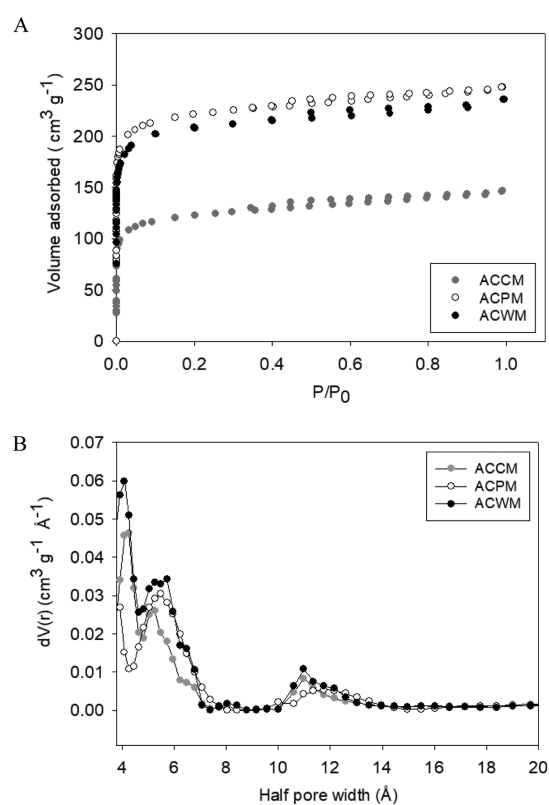 A
Volume adsorbed ( cm³ g⁻¹)
300
250
200
150
100
50
0
ACCM
ACPM
ACWM
0.0 0.2 0.4 0.6 0.8 1.0
P/P₀
B
dV(r) (cm³ g⁻¹ Å⁻¹)
0.07
0.06
0.05
0.04
0.03
0.02
0.01
0.00
ACCM
ACPM
ACWM
4 6 8 10 12 14 16 18 20
Half pore width (Å)